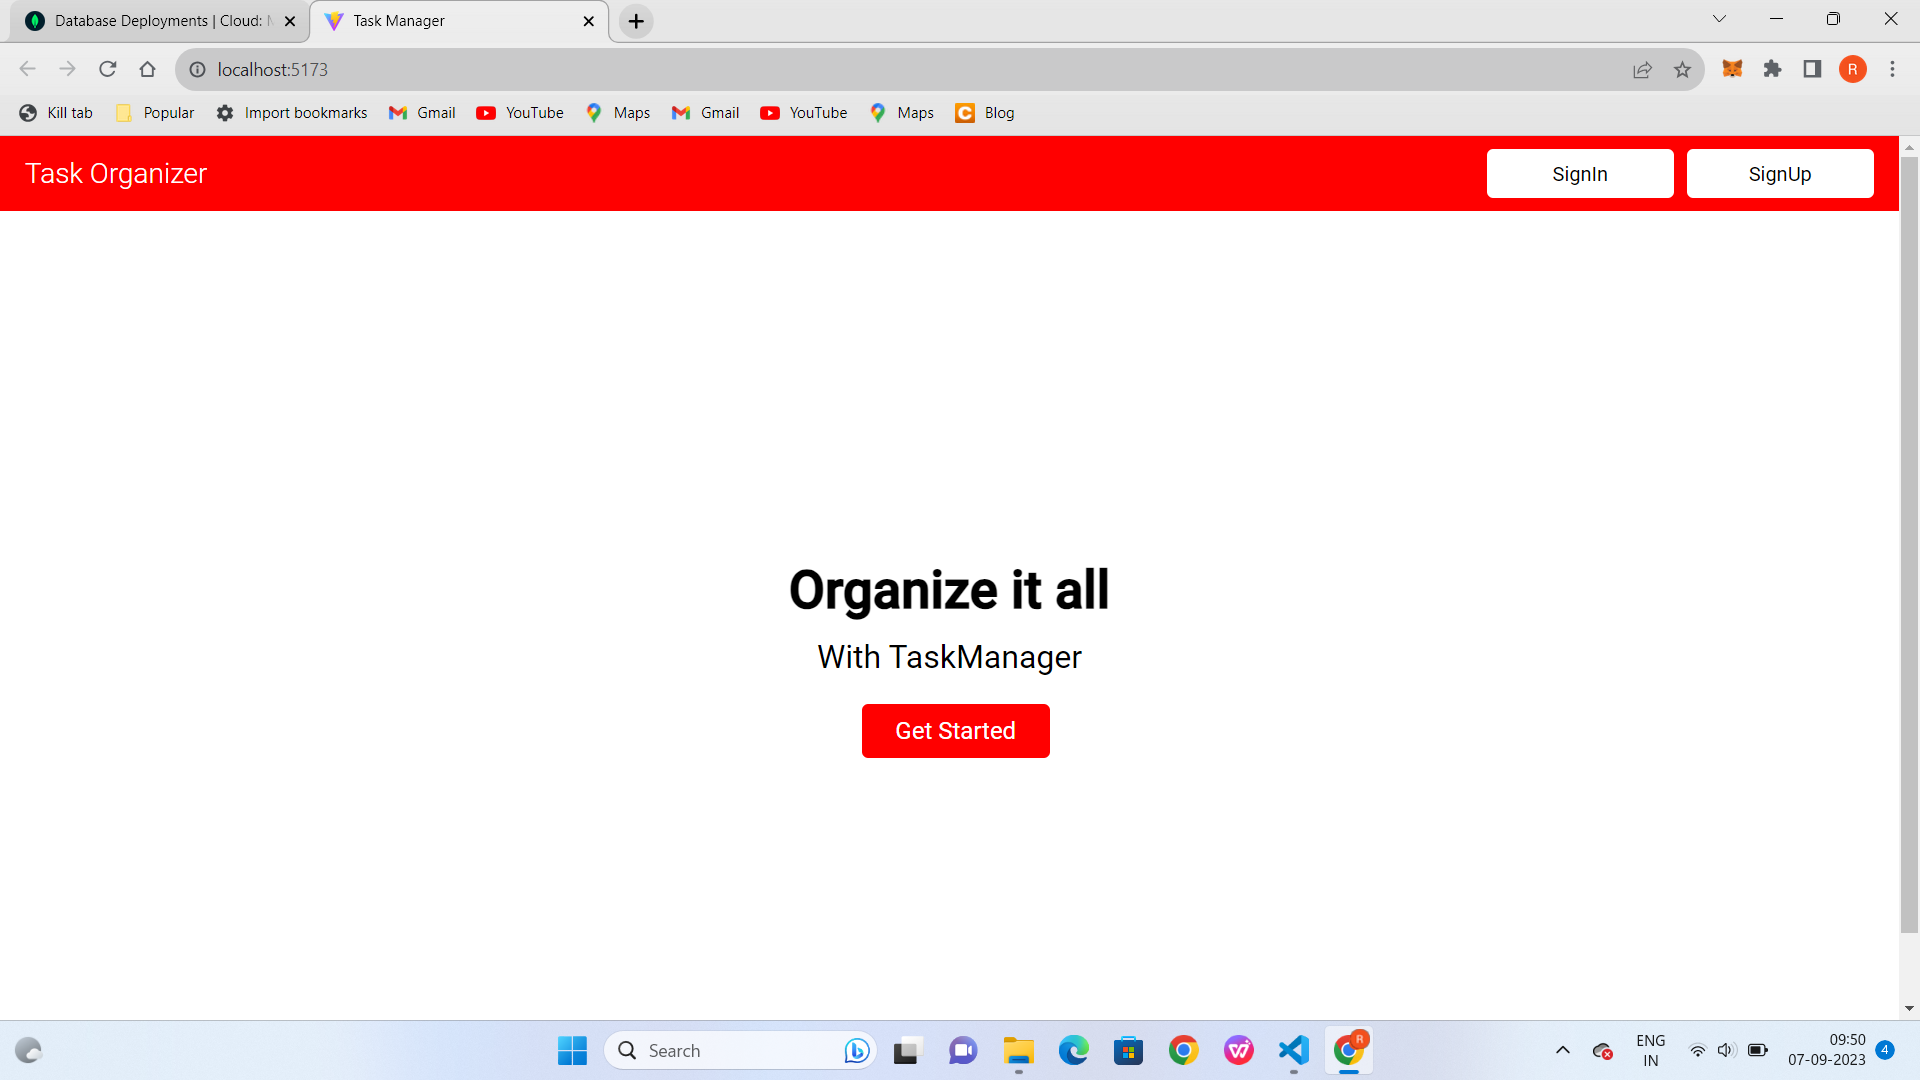 Database Deployments | Cloud:
Task Manager
localhost:5173
R
Kill tab
Popular
Import bookmarks
Gmail
YouTube
Maps
Gmail
YouTube
Maps
Blog
Task Organizer
SignIn
SignUp
Organize it all
With TaskManager
Get Started
Search
R
ENG
IN
09:50
07-09-2023
4